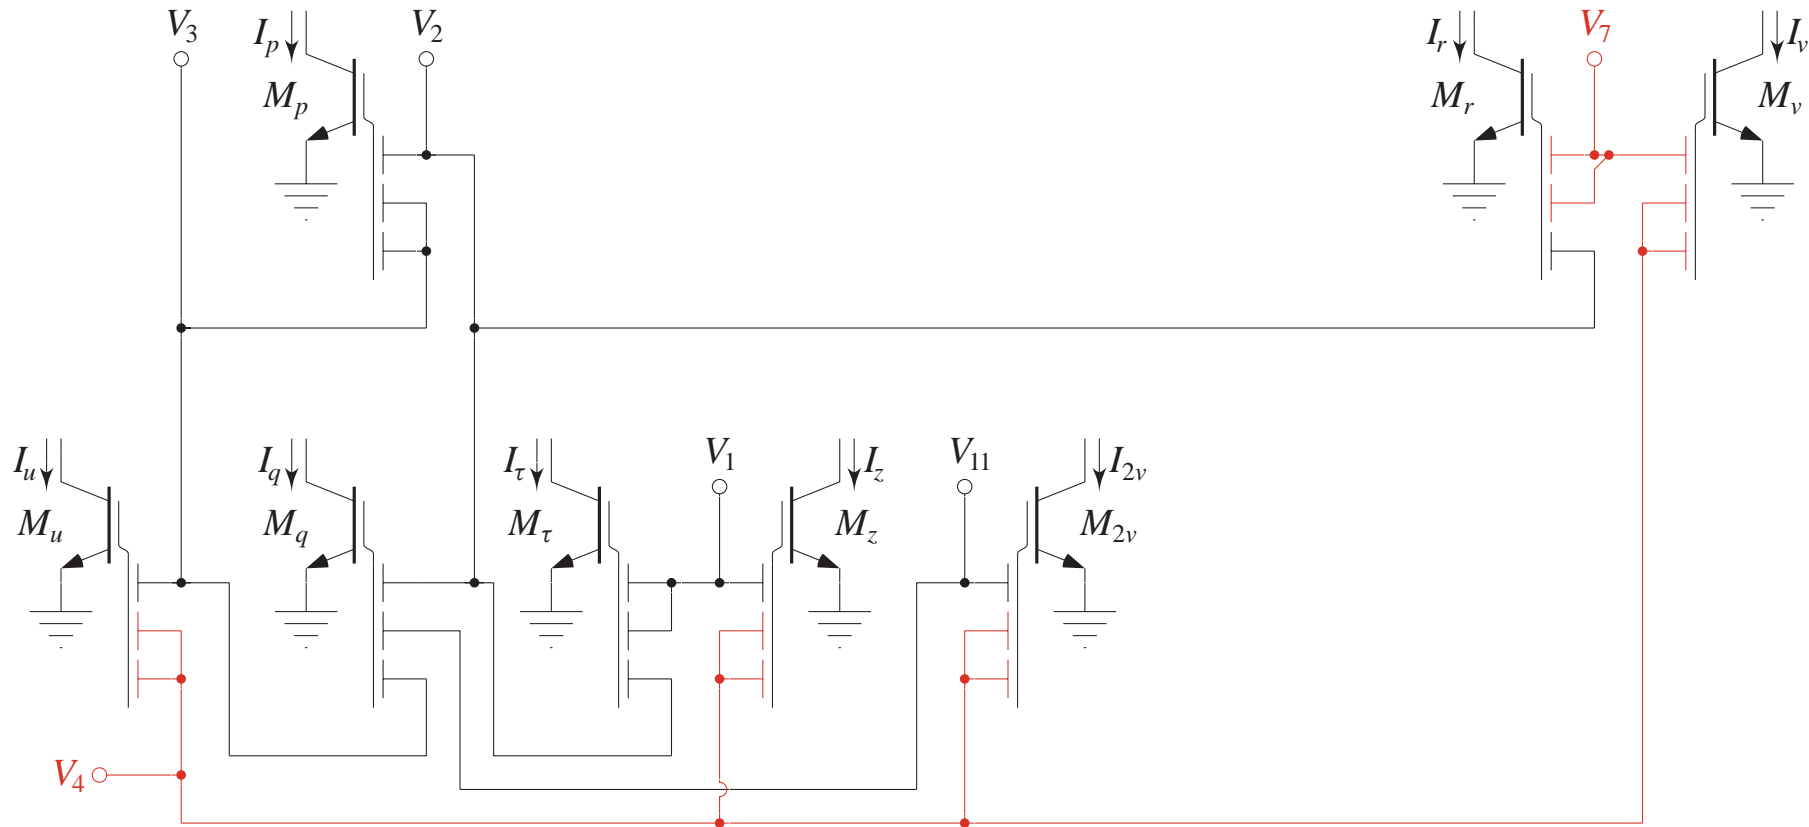 V3
Ip
V2
Ir
V7
Iv
Mp
Mr
Mv
Iu
Iq
Iτ
V1
Iz
V11
I2v
Mu
Mq
Mτ
Mz
M2v
V4